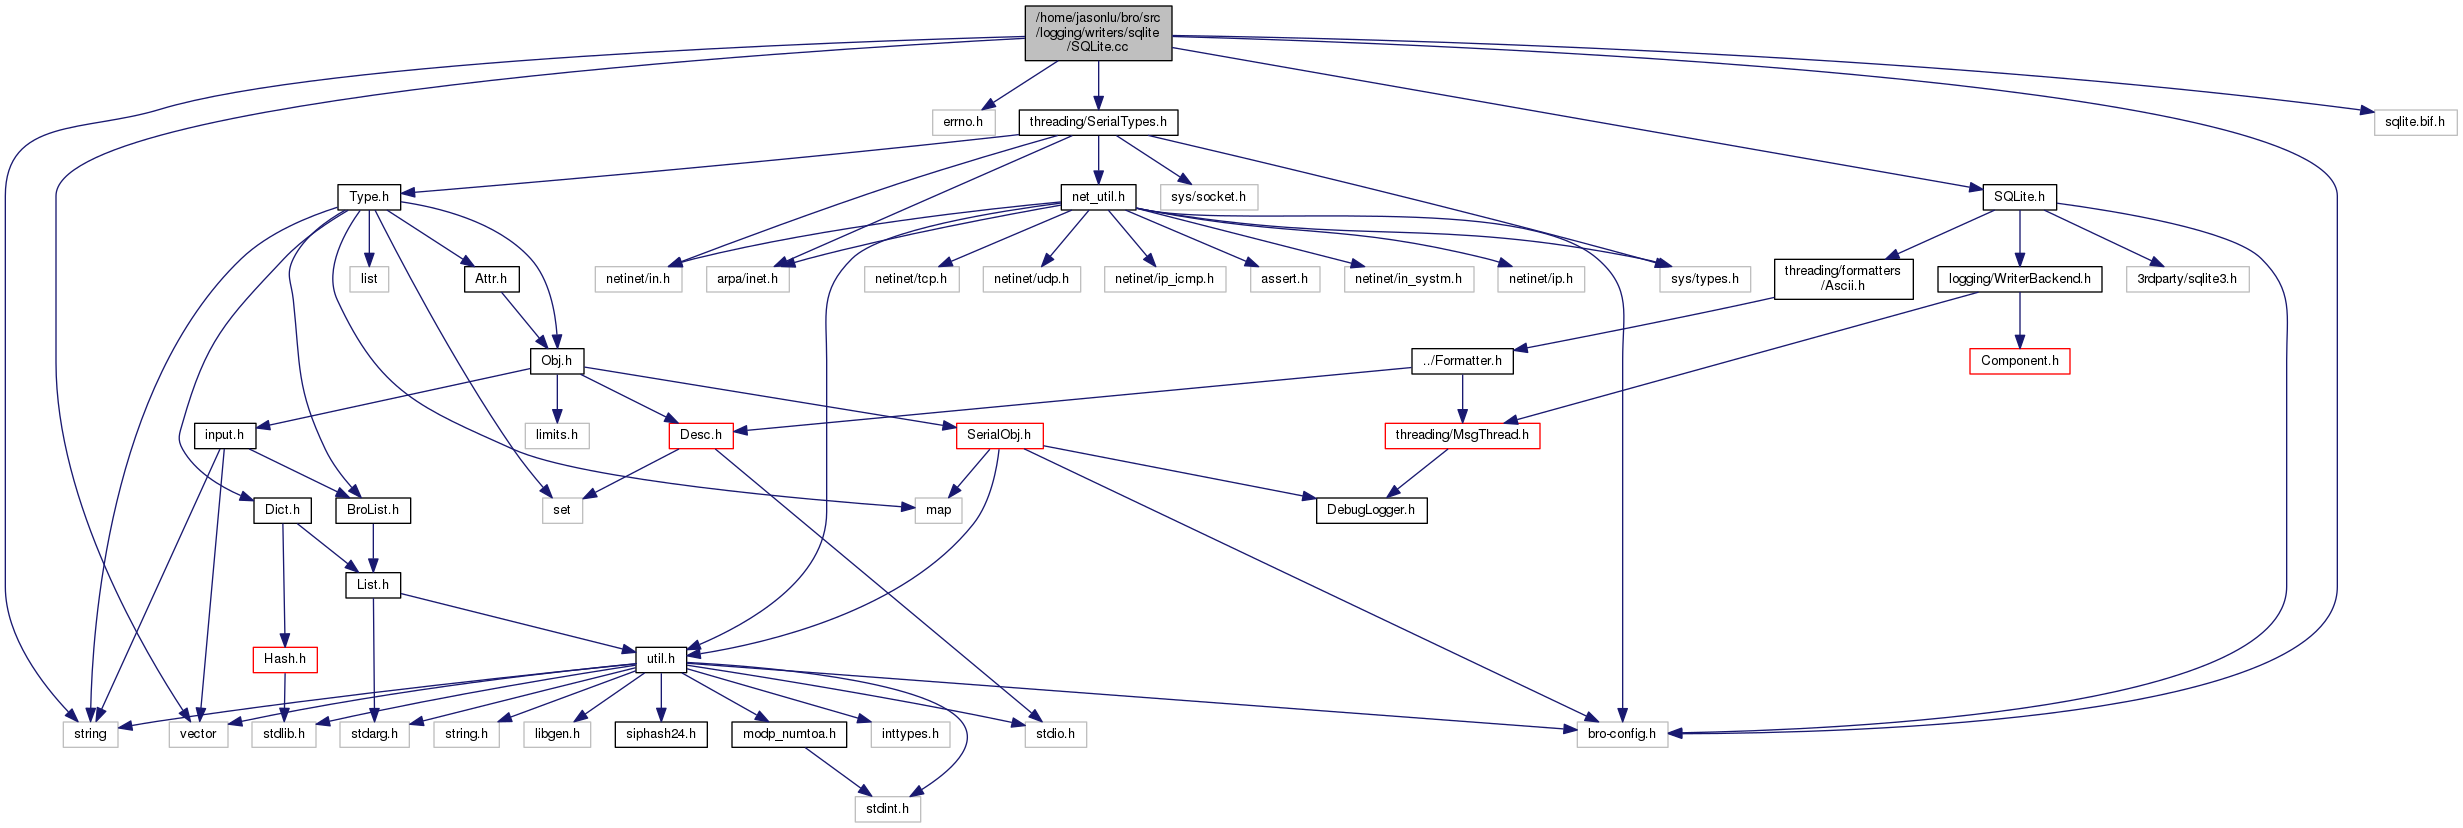 /home/jasonlu/bro/src
/logging/writers/sqlite
/SQLite.cc
errno.h
threading/SerialTypes.h
sqlite.bif.h
Type.h
net_util.h
sys/socket.h
SQLite.h
list
Attr.h
netinet/in.h
arpa/inet.h
netinet/tcp.h
netinet/udp.h
netinet/ip_icmp.h
assert.h
netinet/in_systm.h
netinet/ip.h
sys/types.h
threading/formatters
/Ascii.h
logging/WriterBackend.h
3rdparty/sqlite3.h
Obj.h
../Formatter.h
Component.h
input.h
limits.h
Desc.h
SerialObj.h
threading/MsgThread.h
Dict.h
BroList.h
set
map
DebugLogger.h
List.h
Hash.h
util.h
string
vector
stdlib.h
stdarg.h
string.h
libgen.h
siphash24.h
modp_numtoa.h
inttypes.h
stdio.h
bro-config.h
stdint.h